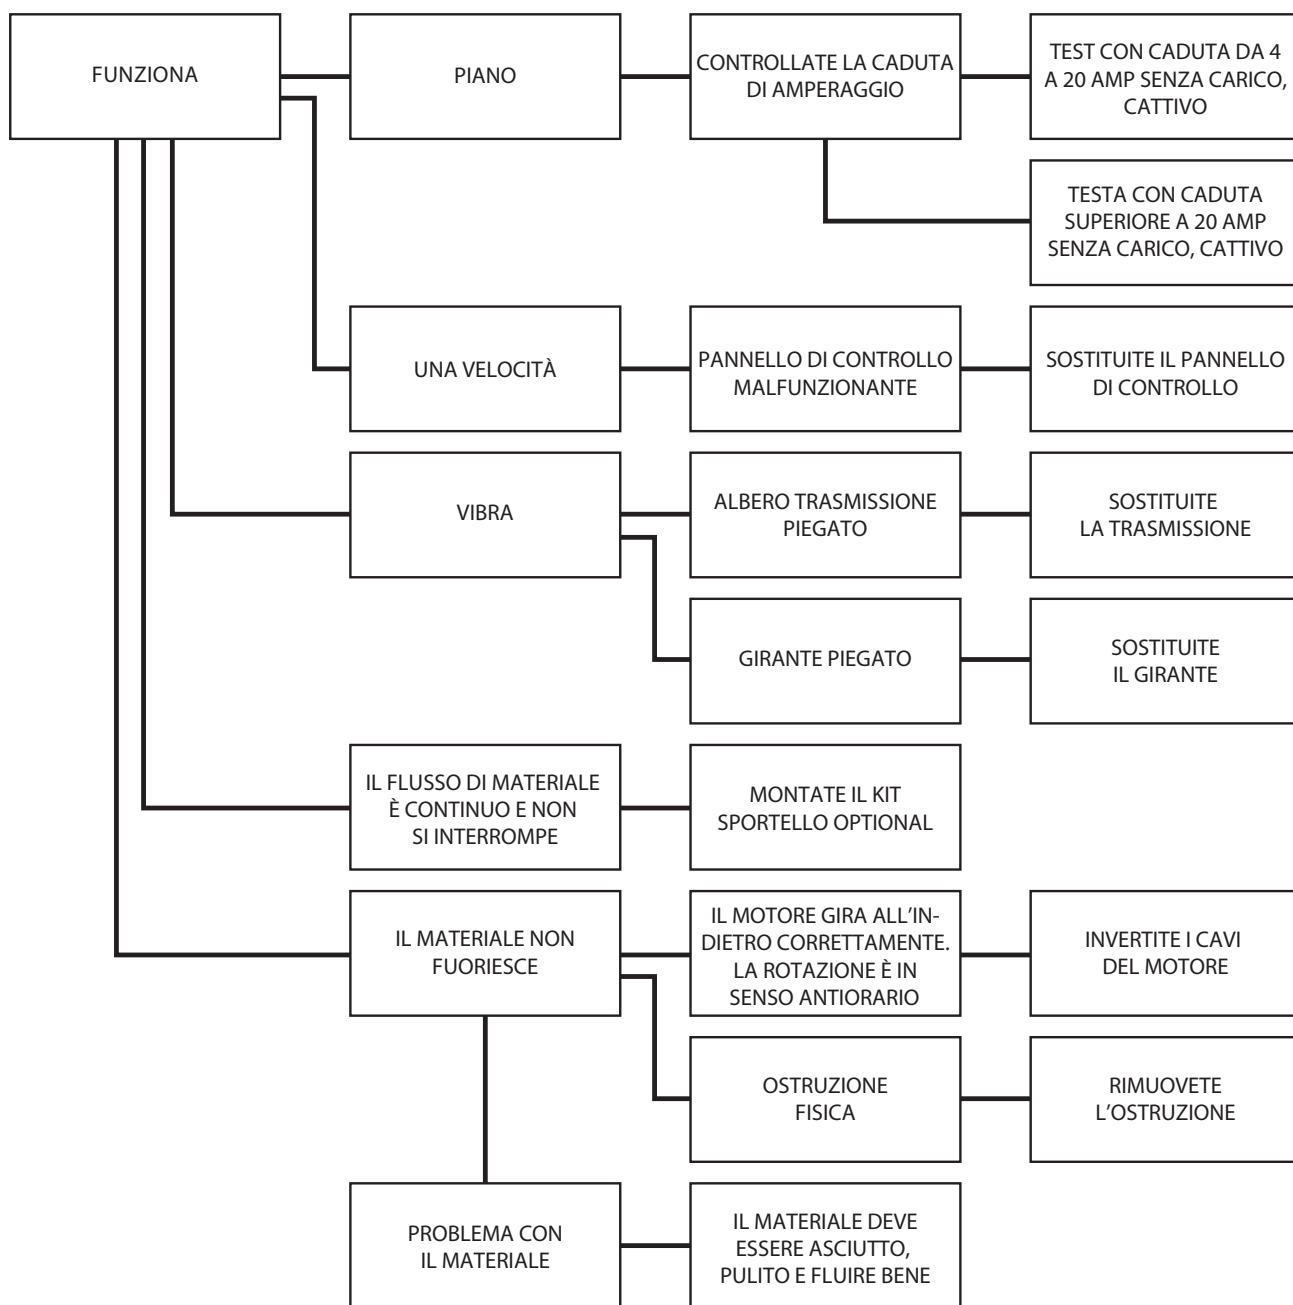 FUNZIONA
PIANO
CONTROLLATE LA CADUTA
DI AMPERAGGIO
TEST CON CADUTA DA 4
A 20 AMP SENZA CARICO,
CATTIVO
TESTA CON CADUTA
SUPERIORE A 20 AMP
SENZA CARICO, CATTIVO
UNA VELOCITÀ
PANNELLO DI CONTROLLO
MALFUNZIONANTE
SOSTITUITE IL PANNELLO
DI CONTROLLO
VIBRA
ALBERO TRASMISSIONE
PIEGATO
SOSTITUITE
LA TRASMISSIONE
GIRANTE PIEGATO
SOSTITUITE
IL GIRANTE
IL FLUSSO DI MATERIALE
È CONTINUO E NON
SI INTERROMPE
MONTATE IL KIT
SPORTELLO OPTIONAL
IL MATERIALE NON
FUORIESCE
IL MOTORE GIRA ALL’IN-
DIETRO CORRETTAMENTE.
LA ROTAZIONE È IN
SENSO ANTIORARIO
INVERTITE I CAVI
DEL MOTORE
OSTRUZIONE
FISICA
RIMUOVETE
L’OSTRUZIONE
PROBLEMA CON
IL MATERIALE
IL MATERIALE DEVE
ESSERE ASCIUTTO,
PULITO E FLUIRE BENE